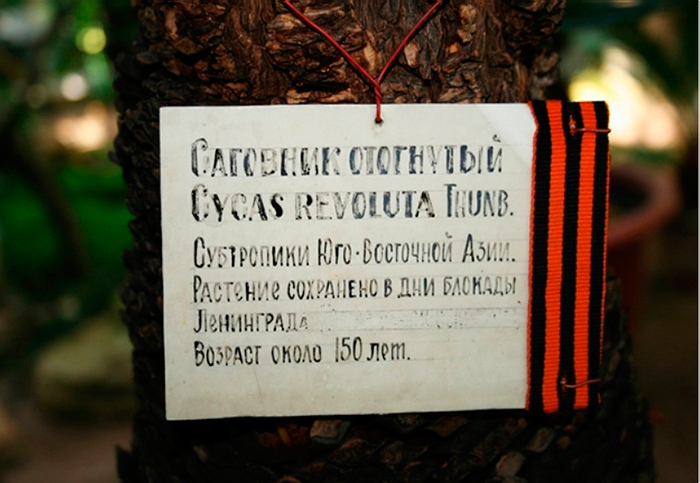 Саговник отогнутый
Cycas revoluta Thunb.
Субтропики Юго-Восточной Азии.
Растение сохранено в дни блокады
Ленинграда
Возраст около 150 лет.